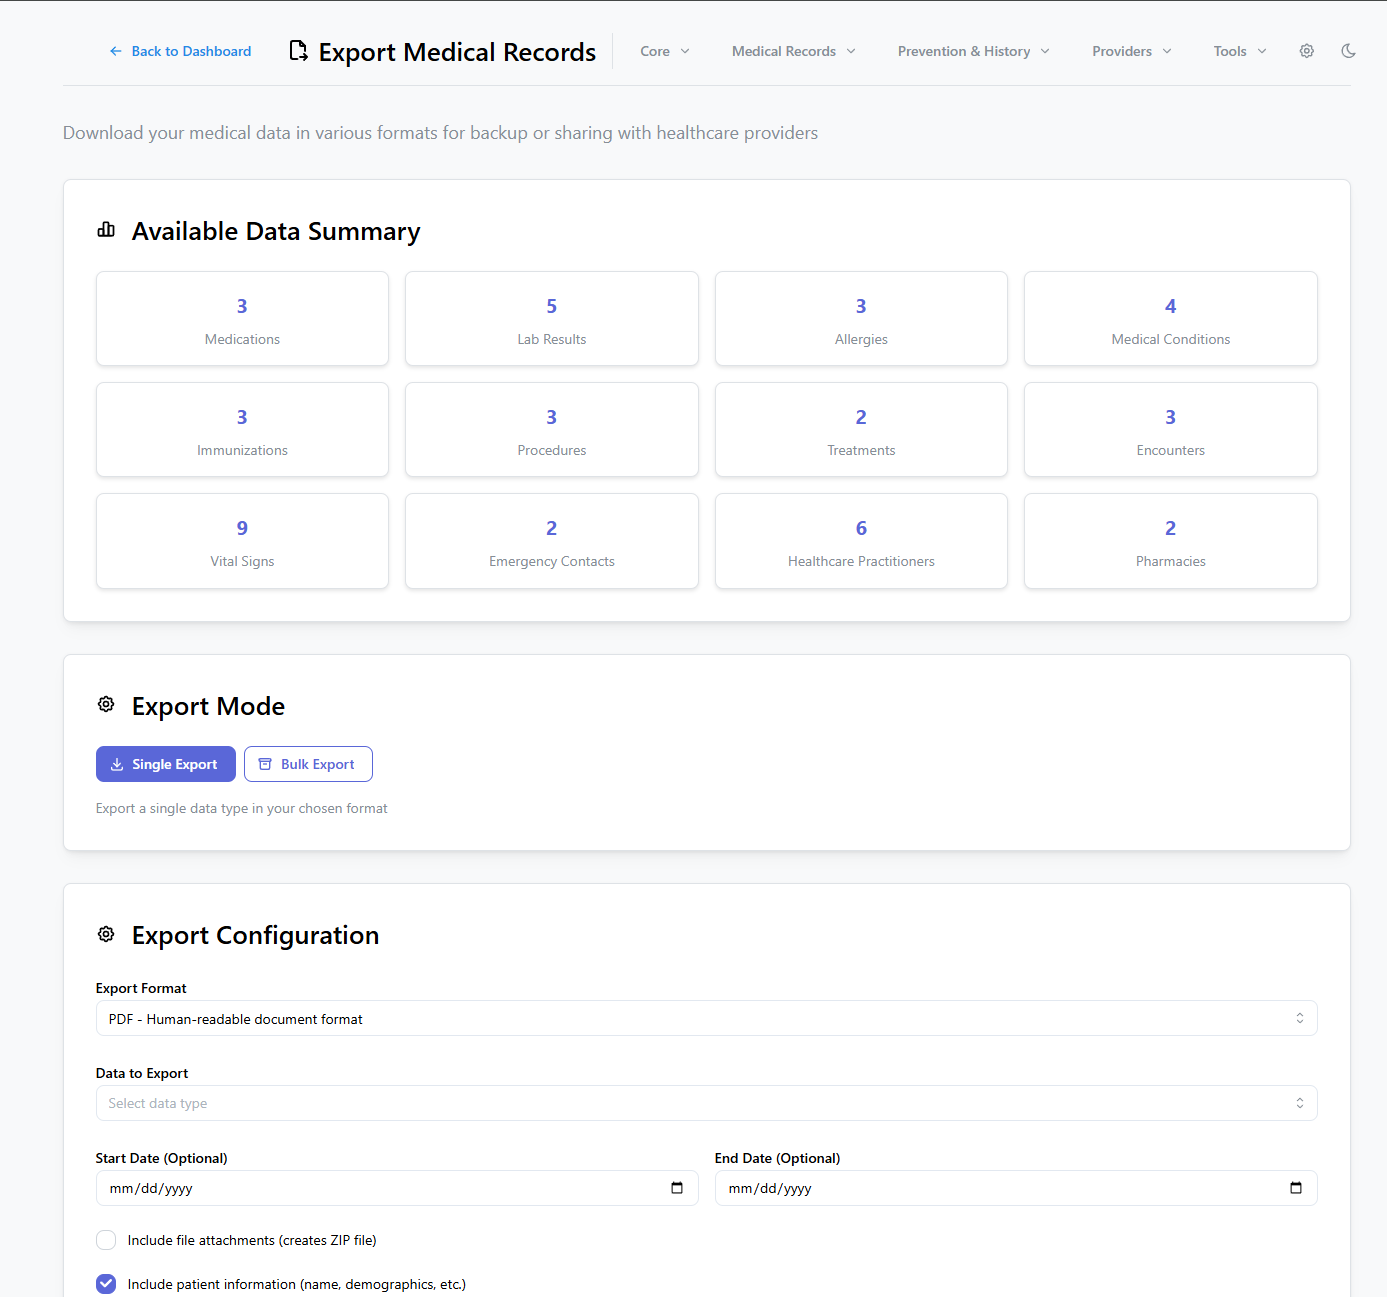 Back to Dashboard
Export Medical Records
Core
Medical Records
Prevention & History
Providers
Tools
Download your medical data in various formats for backup or sharing with healthcare providers
Available Data Summary
3
Medications
5
Lab Results
3
Allergies
4
Medical Conditions
3
Immunizations
3
Procedures
2
Treatments
3
Encounters
9
Vital Signs
2
Emergency Contacts
6
Healthcare Practitioners
2
Pharmacies
Export Mode
Single Export
Bulk Export
Export a single data type in your chosen format
Export Configuration
Export Format
PDF - Human-readable document format
Data to Export
Select data type
Start Date (Optional)
mm/dd/yyyy
End Date (Optional)
mm/dd/yyyy
Include file attachments (creates ZIP file)
Include patient information (name, demographics, etc.)